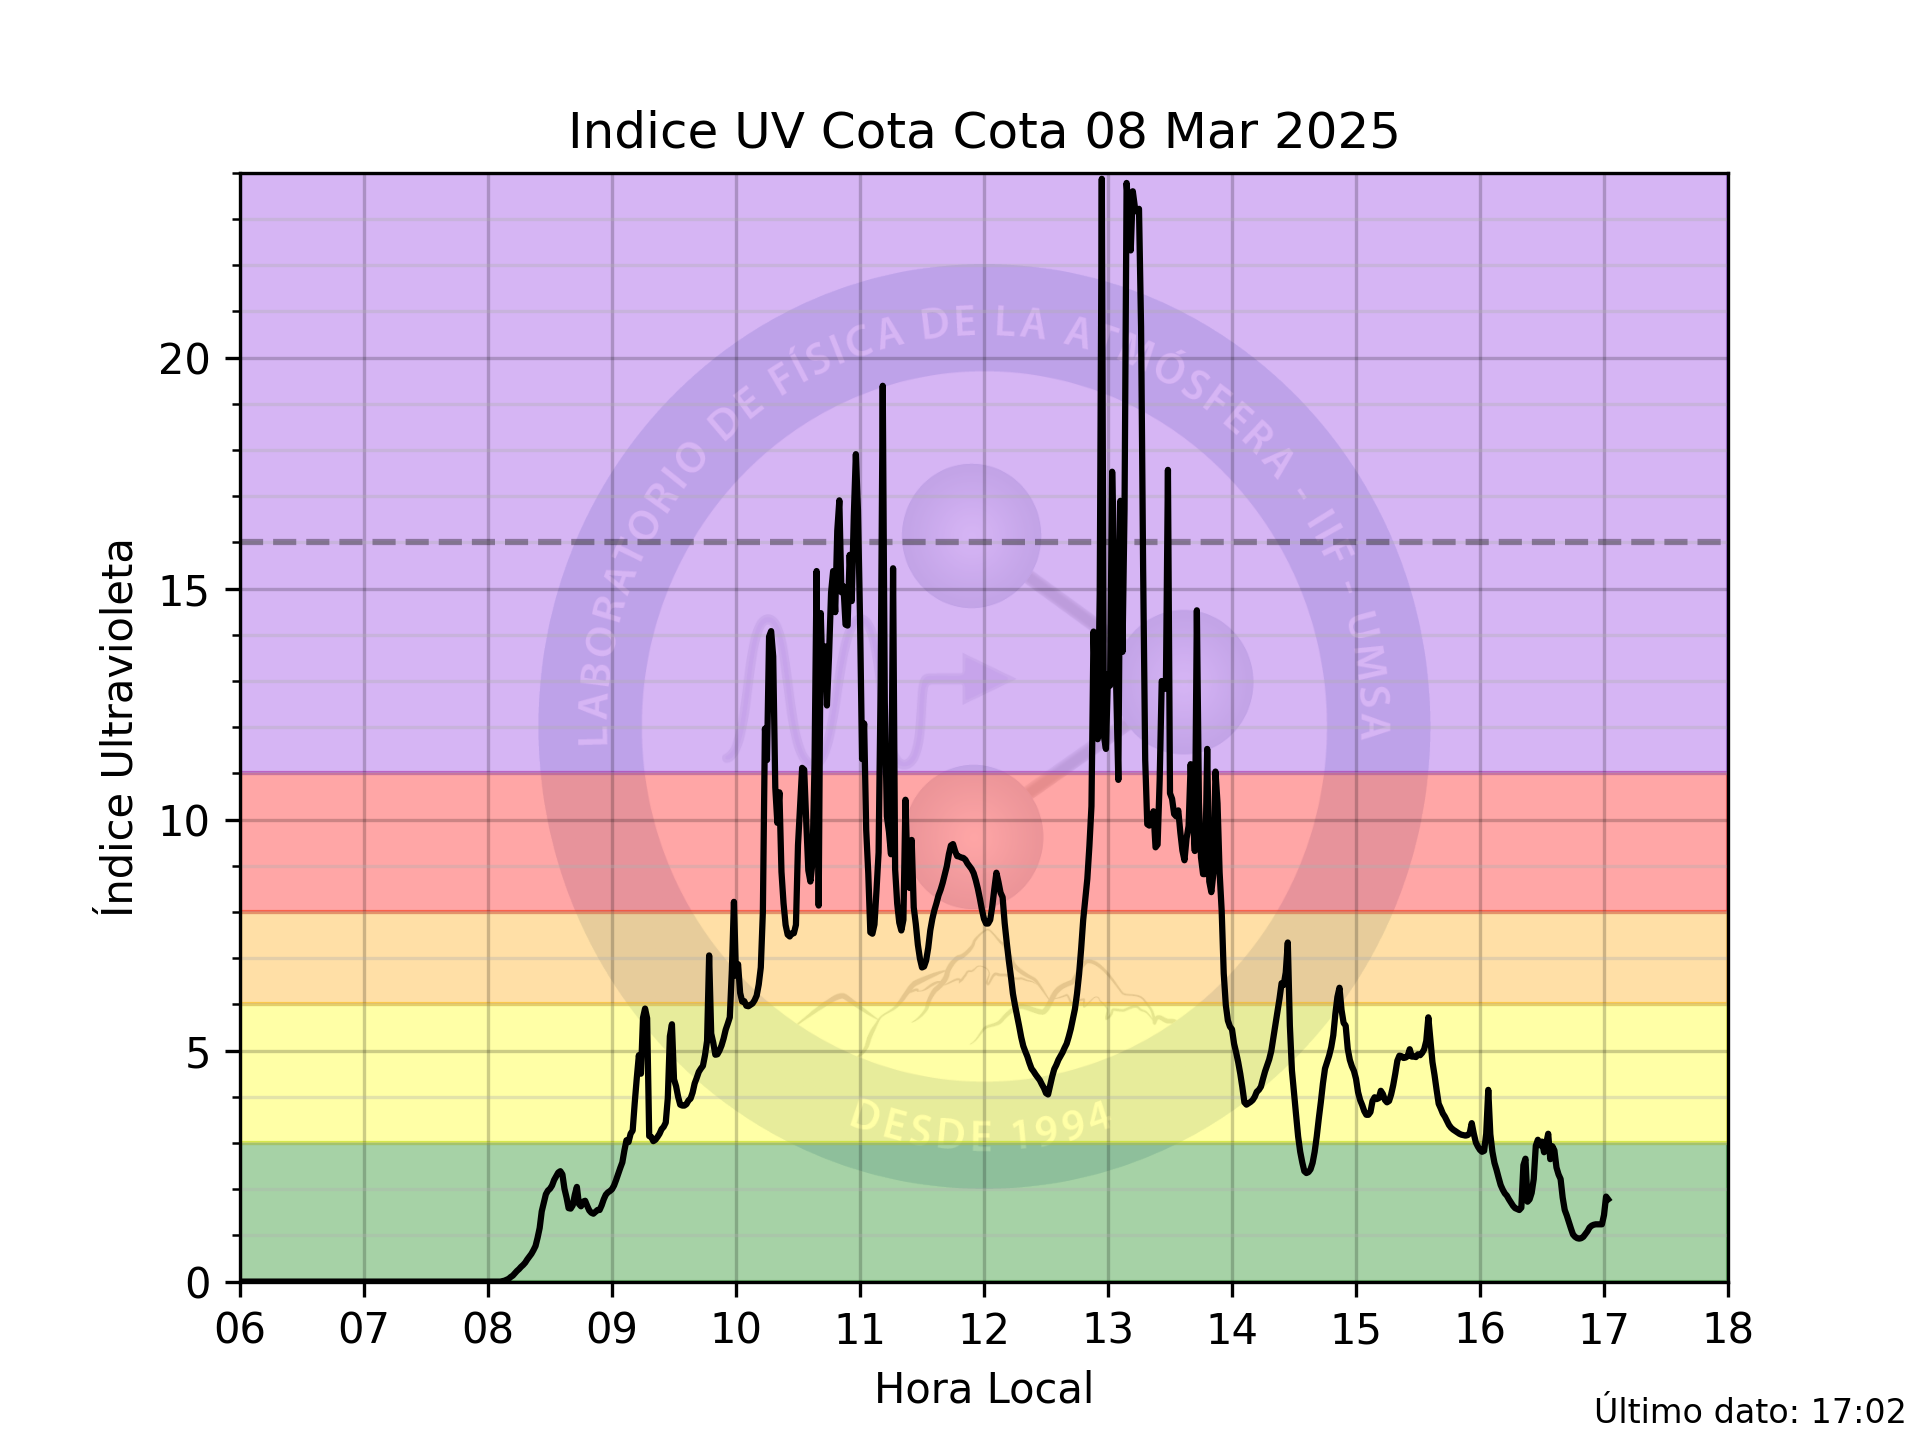 Indice UV Cota Cota 08 Mar 2025
Índice Ultravioleta
20
15
10
5
0
LABORATORIO DE FÍSICA DE LA ATMÓSFERA - IIF - UMSA
DESDE 1994
06 07 08 09 10 11 12 13 14 15 16 17 18
Hora Local
Último dato: 17:02